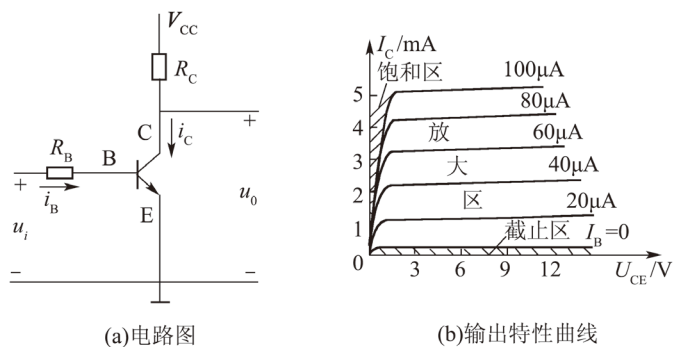 V_CC
R_C
+
C
i_C
R_B
B
+
i_B
E
u_0
u_i
−
−
(a)电路图
I_C/mA
饱和区
100μA
5
80μA
4
放
60μA
3
大
40μA
2
区
20μA
1
截止区
I_B=0
0
3
6
9
12
U_CE/V
(b)输出特性曲线